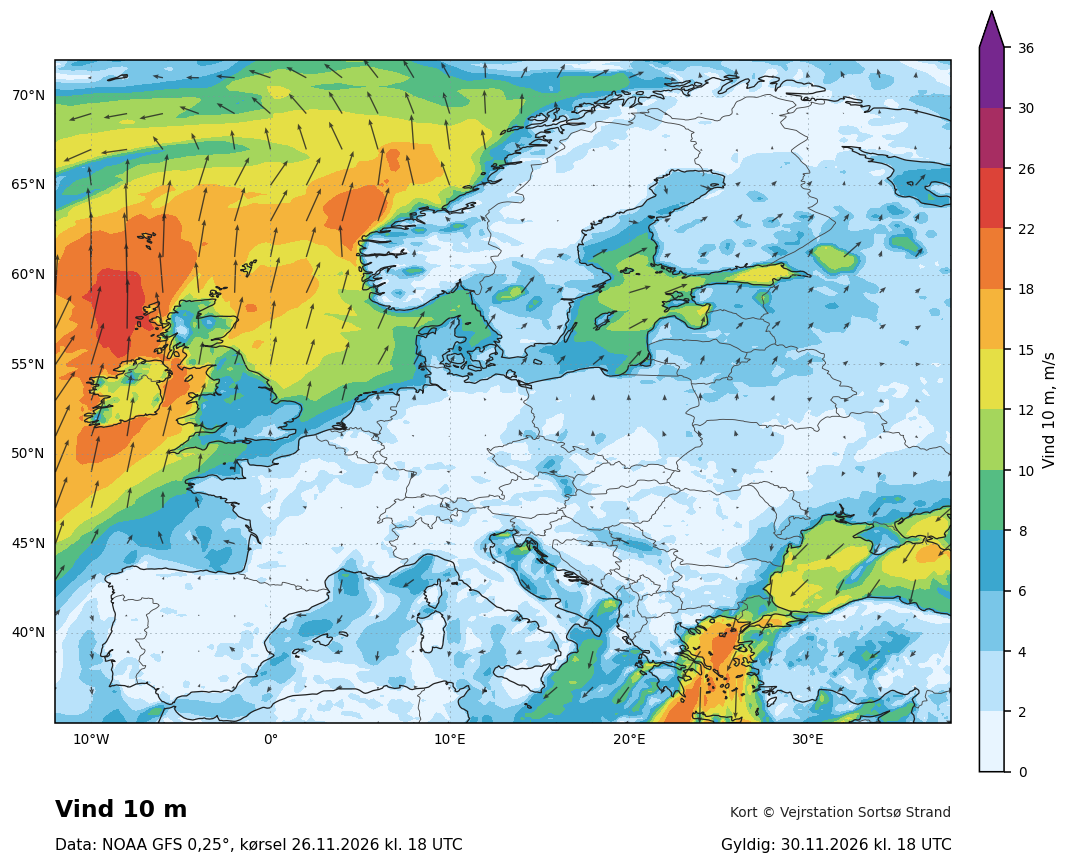 36
30
26
22
18
15
12
10
8
6
4
2
0
Vind 10 m, m/s
70°N
65°N
60°N
55°N
50°N
45°N
40°N
10°W
0°
10°E
20°E
30°E
Vind 10 m
Kort © Vejrstation Sortsø Strand
Data: NOAA GFS 0,25°, kørsel 26.11.2026 kl. 18 UTC
Gyldig: 30.11.2026 kl. 18 UTC